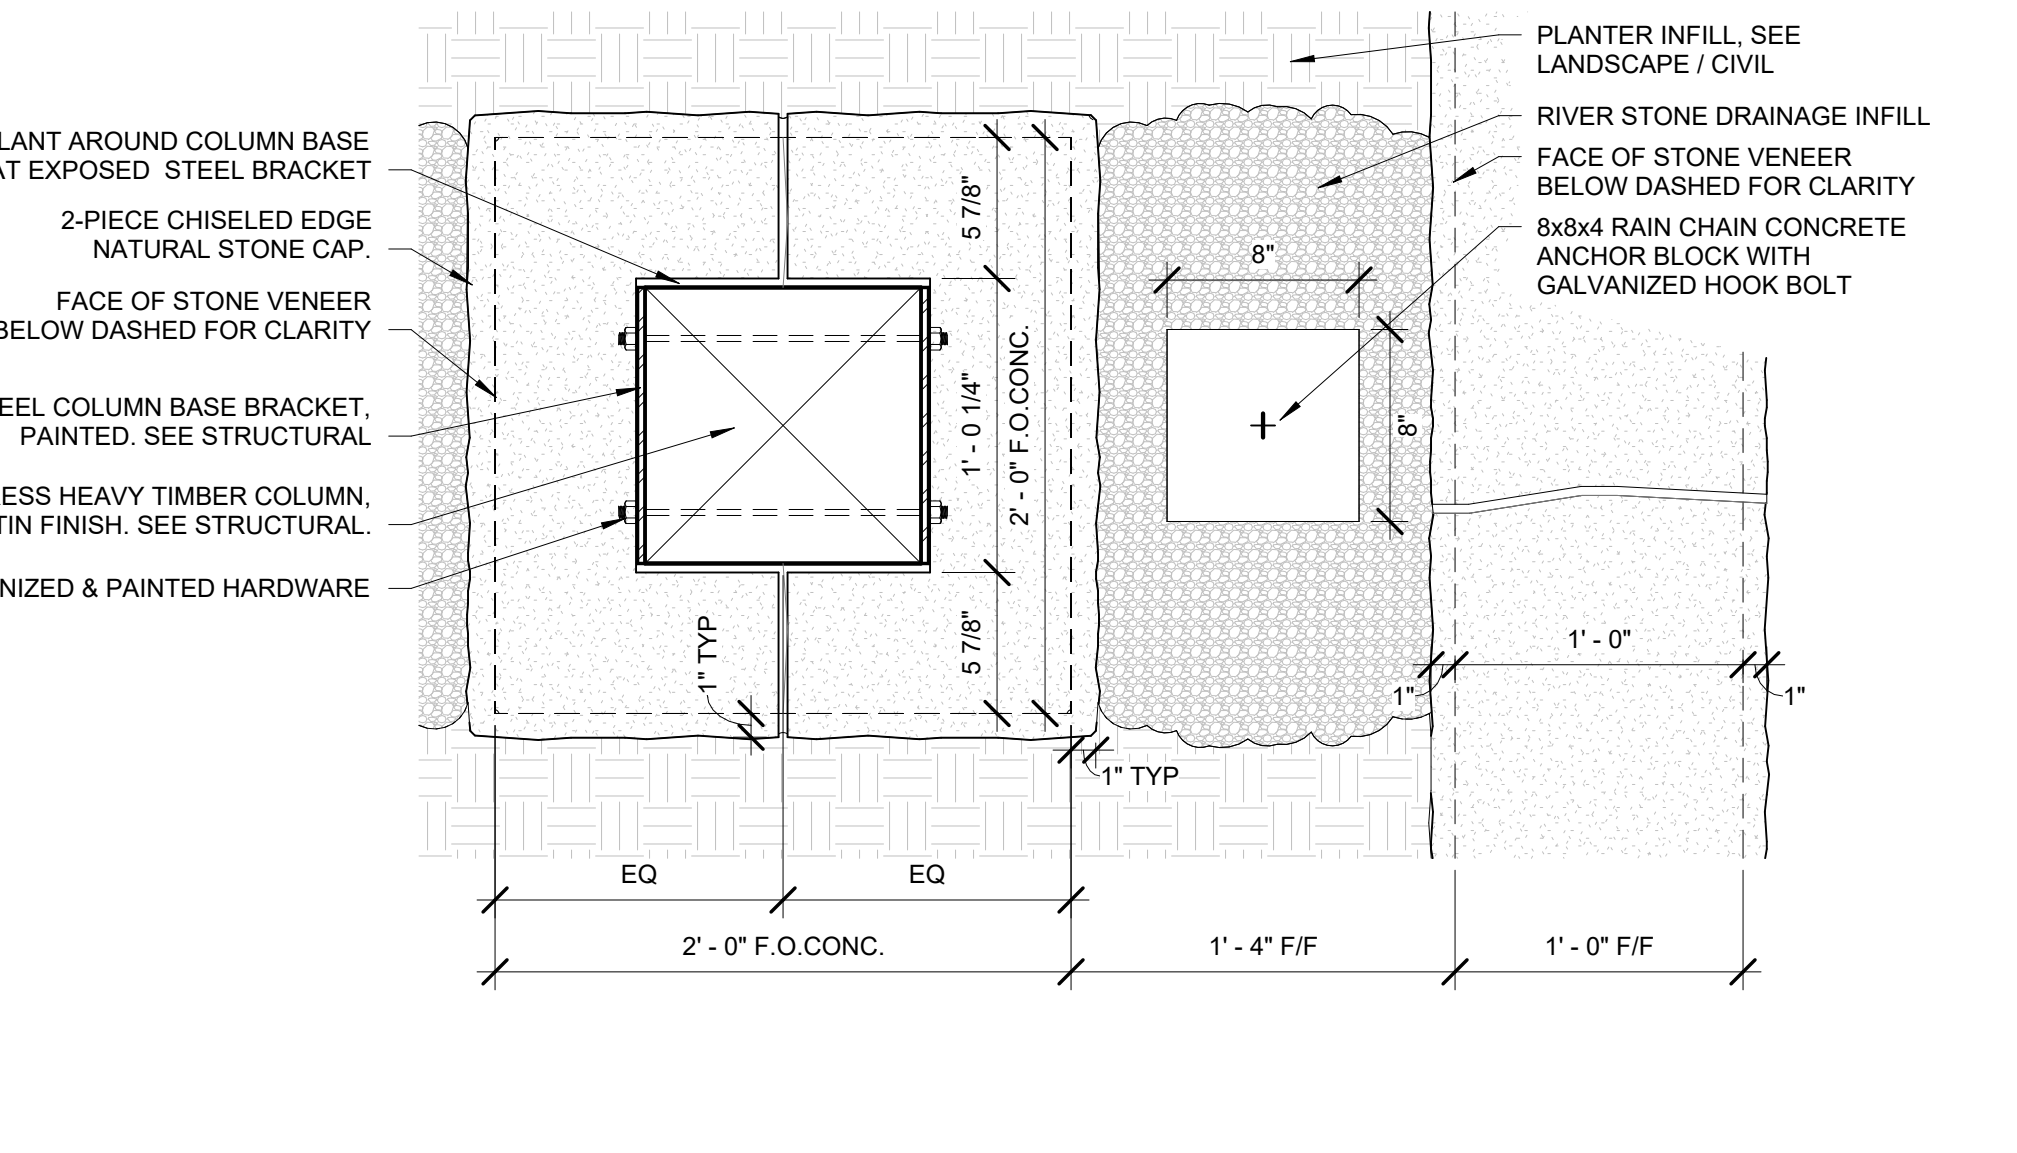 PLANTER INFILL, SEE
LANDSCAPE / CIVIL
RIVER STONE DRAINAGE INFILL
FACE OF STONE VENEER
BELOW DASHED FOR CLARITY
8x8x4 RAIN CHAIN CONCRETE
ANCHOR BLOCK WITH
GALVANIZED HOOK BOLT
LANT AROUND COLUMN BASE
AT EXPOSED STEEL BRACKET
2-PIECE CHISELED EDGE
NATURAL STONE CAP.
FACE OF STONE VENEER
BELOW DASHED FOR CLARITY
EEL COLUMN BASE BRACKET,
PAINTED. SEE STRUCTURAL
RESS HEAVY TIMBER COLUMN,
TIN FINISH. SEE STRUCTURAL.
NIZED & PAINTED HARDWARE
5 7/8"
1' - 0 1/4"
2' - 0" F.O.CONC.
5 7/8"
8"
8"
1" TYP
1" TYP
1' - 0"
1"
1"
EQ
EQ
2' - 0" F.O.CONC.
1' - 4" F/F
1' - 0" F/F